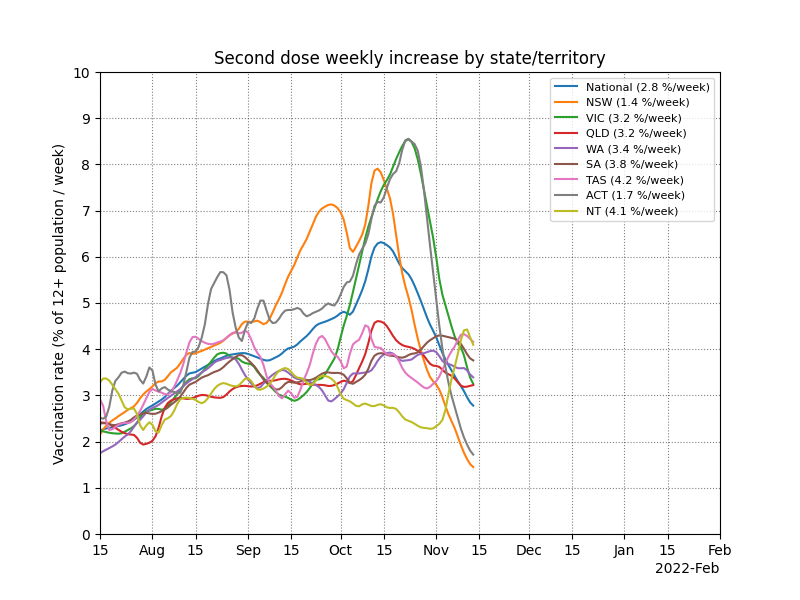 Second dose weekly increase by state/territory
Vaccination rate (% of 12+ population / week)
10
9
8
7
6
5
4
3
2
1
0
National (2.8 %/week)
NSW (1.4 %/week)
VIC (3.2 %/week)
QLD (3.2 %/week)
WA (3.4 %/week)
SA (3.8 %/week)
TAS (4.2 %/week)
ACT (1.7 %/week)
NT (4.1 %/week)
15 Aug 15 Sep 15 Oct 15 Nov 15 Dec 15 Jan 15 Feb
2022-Feb